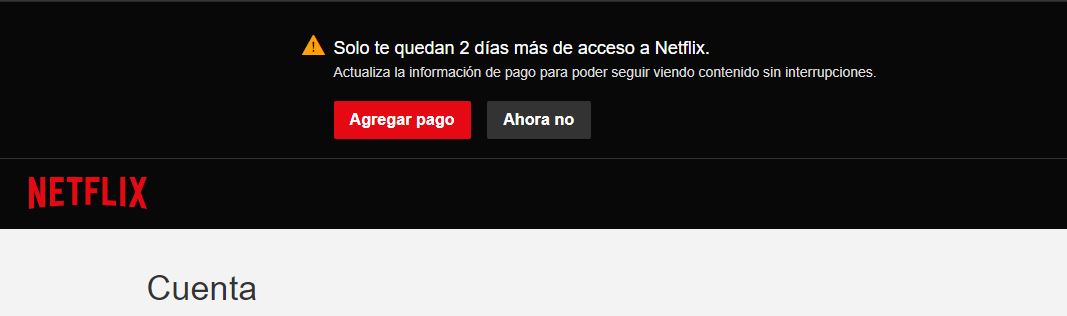 Solo te quedan 2 días más de acceso a Netflix.
Actualiza la información de pago para poder seguir viendo contenido sin interrupciones.
Agregar pago Ahora no
NETFLIX
Cuenta